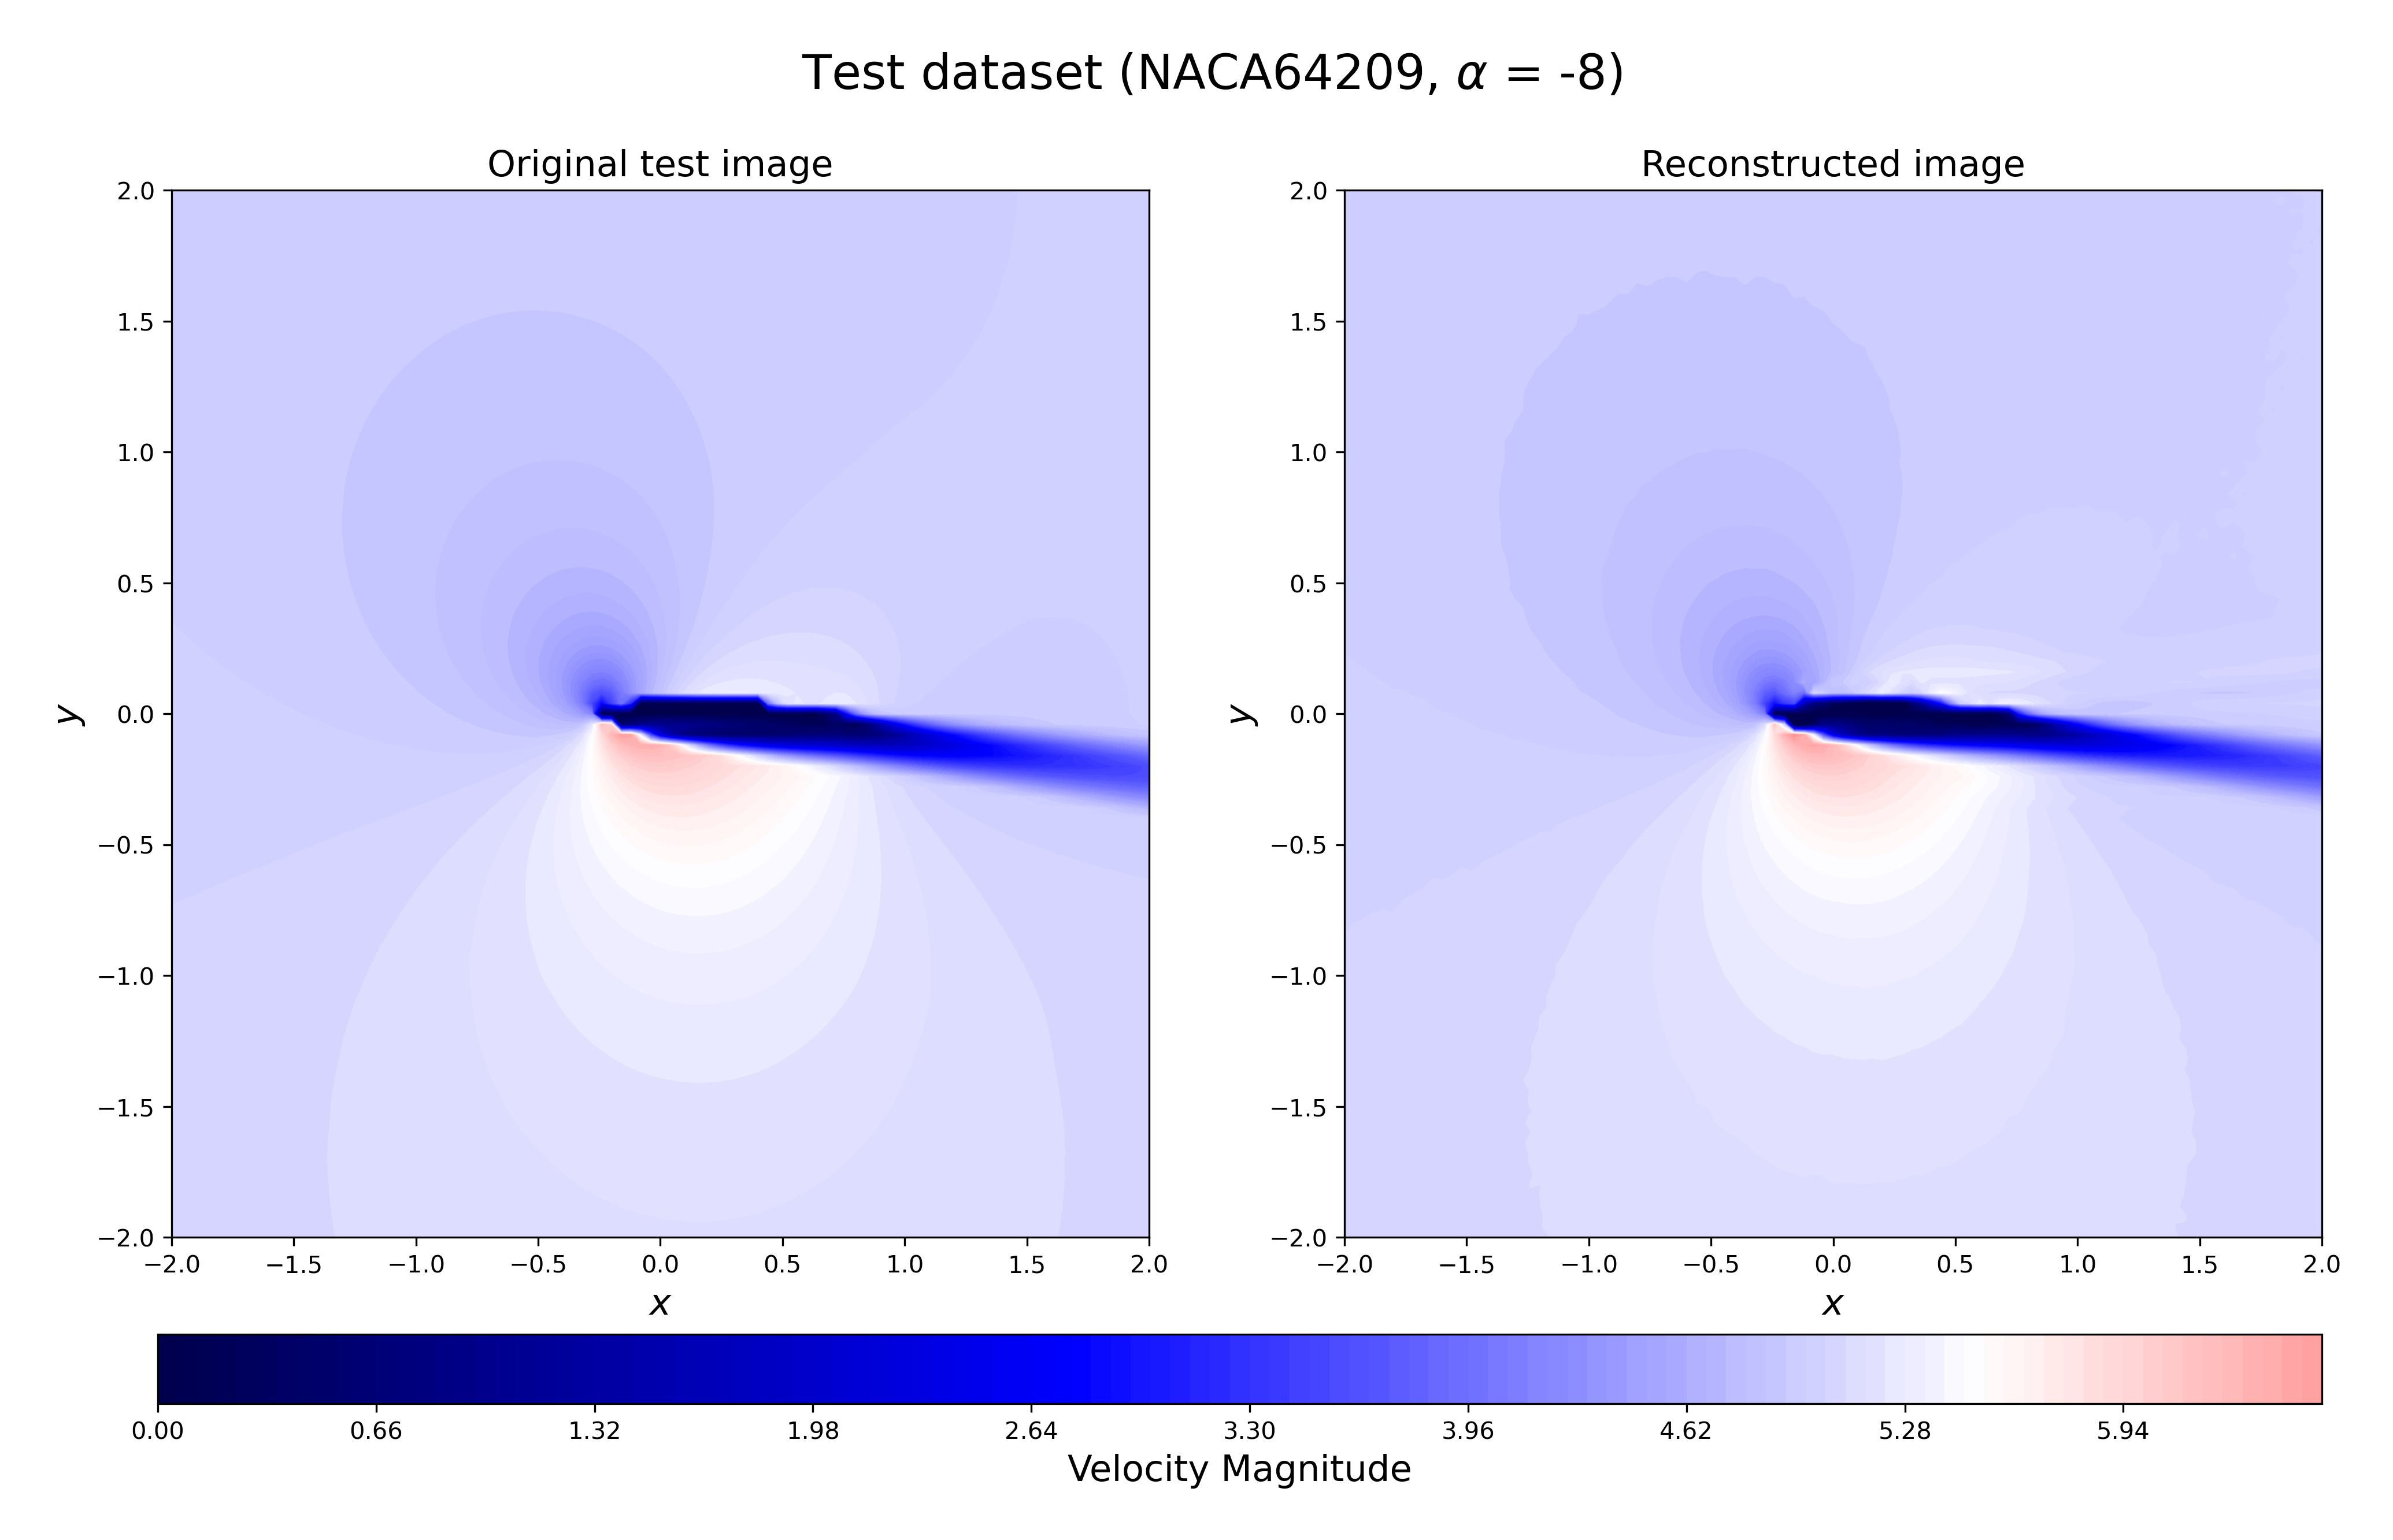 Test dataset (NACA64209, α = -8)
Original test image
Reconstructed image
2.0
1.5
1.0
0.5
0.0
−0.5
−1.0
−1.5
−2.0
y
−2.0 −1.5 −1.0 −0.5 0.0 0.5 1.0 1.5 2.0
x
2.0
1.5
1.0
0.5
0.0
−0.5
−1.0
−1.5
−2.0
y
−2.0 −1.5 −1.0 −0.5 0.0 0.5 1.0 1.5 2.0
x
0.00 0.66 1.32 1.98 2.64 3.30 3.96 4.62 5.28 5.94
Velocity Magnitude